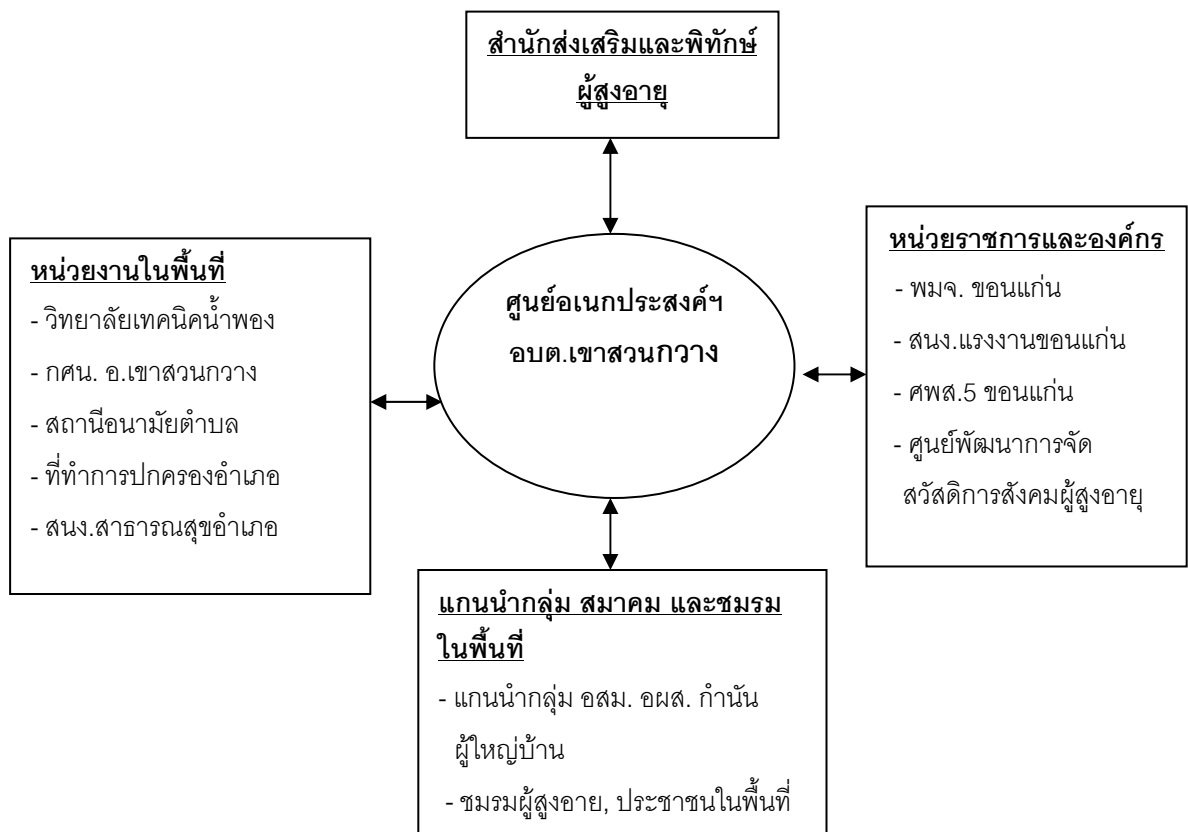 สำนักส่งเสริมและพิทักษ์
ผู้สูงอายุ
หน่วยงานในพื้นที่
- วิทยาลัยเทคนิคน้ำพอง
- กศน. อ.เขาสวนกวาง
- สถานีอนามัยตำบล
- ที่ทำการปกครองอำเภอ
- สนง.สาธารณสุขอำเภอ
ศูนย์อเนกประสงค์ฯ
อบต.เขาสวนกวาง
หน่วยราชการและองค์กร
- พมจ. ขอนแก่น
- สนง.แรงงานขอนแก่น
- ศพส.5 ขอนแก่น
- ศูนย์พัฒนาการจัด
สวัสดิการสังคมผู้สูงอายุ
แกนนำกลุ่ม สมาคม และชมรม
ในพื้นที่
- แกนนำกลุ่ม อสม. อผส. กำนัน
ผู้ใหญ่บ้าน
- ชมรมผู้สูงอาย, ประชาชนในพื้นที่